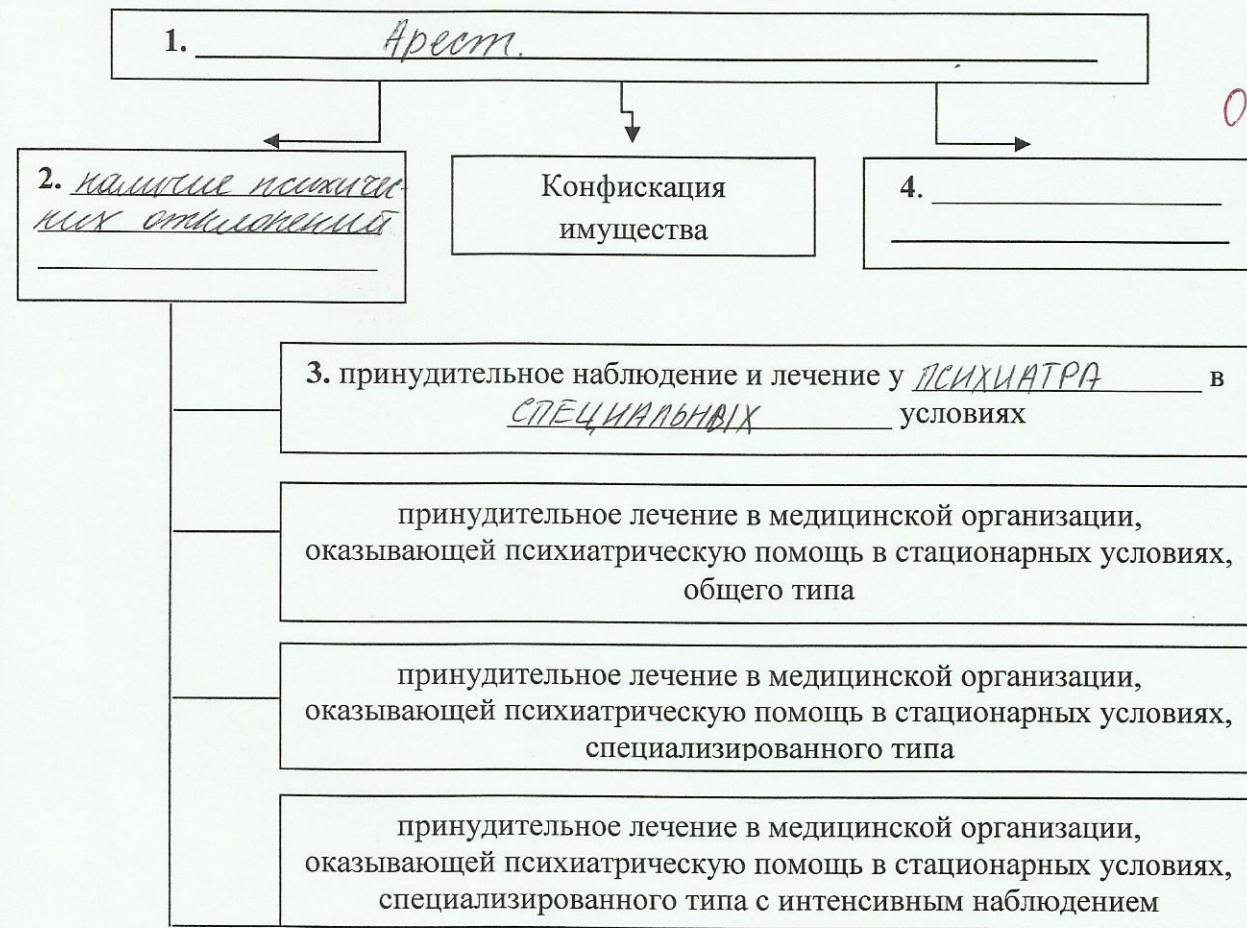 1. Арест.
2. наличие психичес-
ких отклонений
Конфискация
имущества
4.
3. принудительное наблюдение и лечение у ПСИХИАТРА в
СПЕЦИАЛЬНЫХ условиях
принудительное лечение в медицинской организации,
оказывающей психиатрическую помощь в стационарных условиях,
общего типа
принудительное лечение в медицинской организации,
оказывающей психиатрическую помощь в стационарных условиях,
специализированного типа
принудительное лечение в медицинской организации,
оказывающей психиатрическую помощь в стационарных условиях,
специализированного типа с интенсивным наблюдением